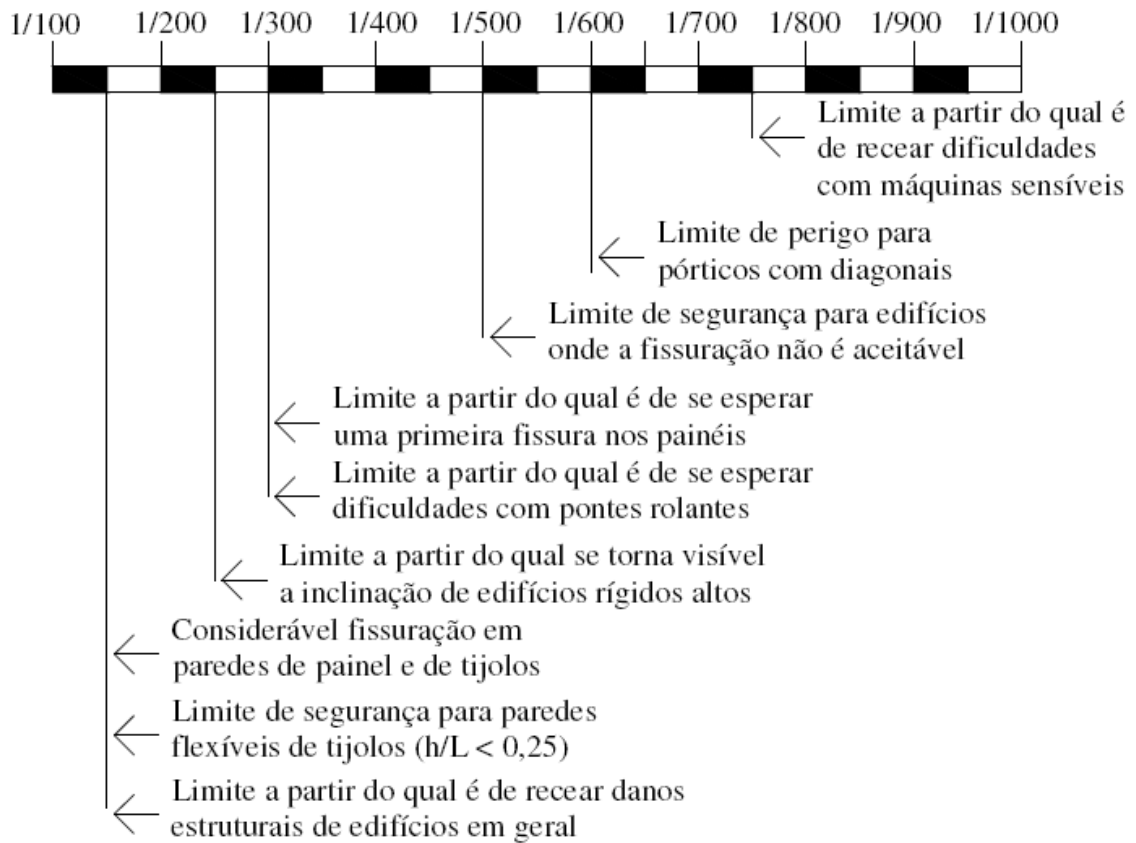 1/100 1/200 1/300 1/400 1/500 1/600 1/700 1/800 1/900 1/1000
Limite a partir do qual é
de recear dificuldades
com máquinas sensíveis
Limite de perigo para
pórticos com diagonais
Limite de segurança para edifícios
onde a fissuração não é aceitável
Limite a partir do qual é de se esperar
uma primeira fissura nos painéis
Limite a partir do qual é de se esperar
dificuldades com pontes rolantes
Limite a partir do qual se torna visível
a inclinação de edifícios rígidos altos
Considerável fissuração em
paredes de painel e de tijolos
Limite de segurança para paredes
flexíveis de tijolos (h/L < 0,25)
Limite a partir do qual é de recear danos
estruturais de edifícios em geral